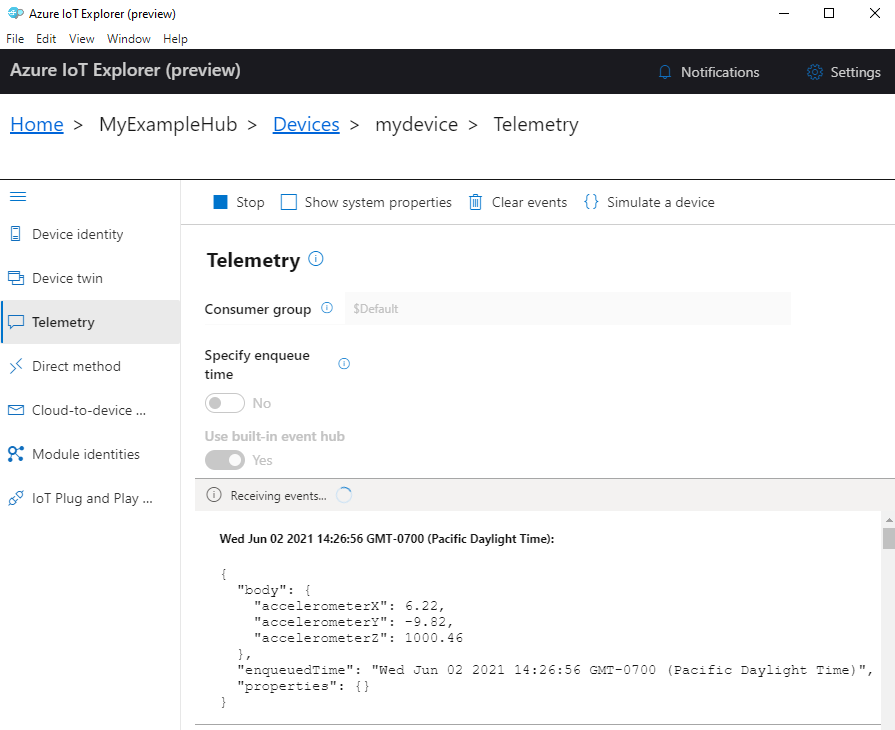 Azure IoT Explorer (preview)
File Edit View Window Help
Azure IoT Explorer (preview) Notifications Settings
Home > MyExampleHub > Devices > mydevice > Telemetry
Stop Show system properties Clear events Simulate a device
Device identity
Device twin
Telemetry
Direct method
Cloud-to-device ...
Module identities
IoT Plug and Play ...
Telemetry
Consumer group $Default
Specify enqueue
time
No
Use built-in event hub
Yes
Receiving events...
Wed Jun 02 2021 14:26:56 GMT-0700 (Pacific Daylight Time):
{
  "body": {
    "accelerometerX": 6.22,
    "accelerometerY": -9.82,
    "accelerometerZ": 1000.46
  },
  "enqueuedTime": "Wed Jun 02 2021 14:26:56 GMT-0700 (Pacific Daylight Time)",
  "properties": {}
}